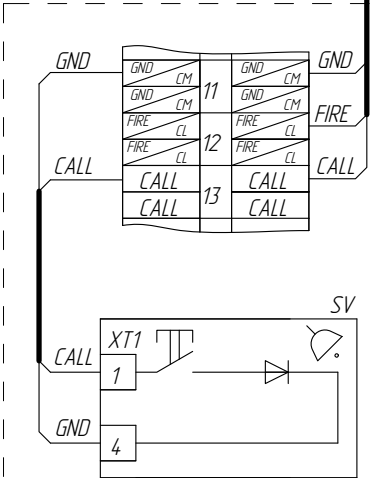 GND GND CM GND CM GND
GND CM 11 GND CM
FIRE CL FIRE CL FIRE
FIRE CL 12 FIRE CL
CALL CALL CALL CALL
CALL 13 CALL
SV
XT1
CALL 1
GND 4